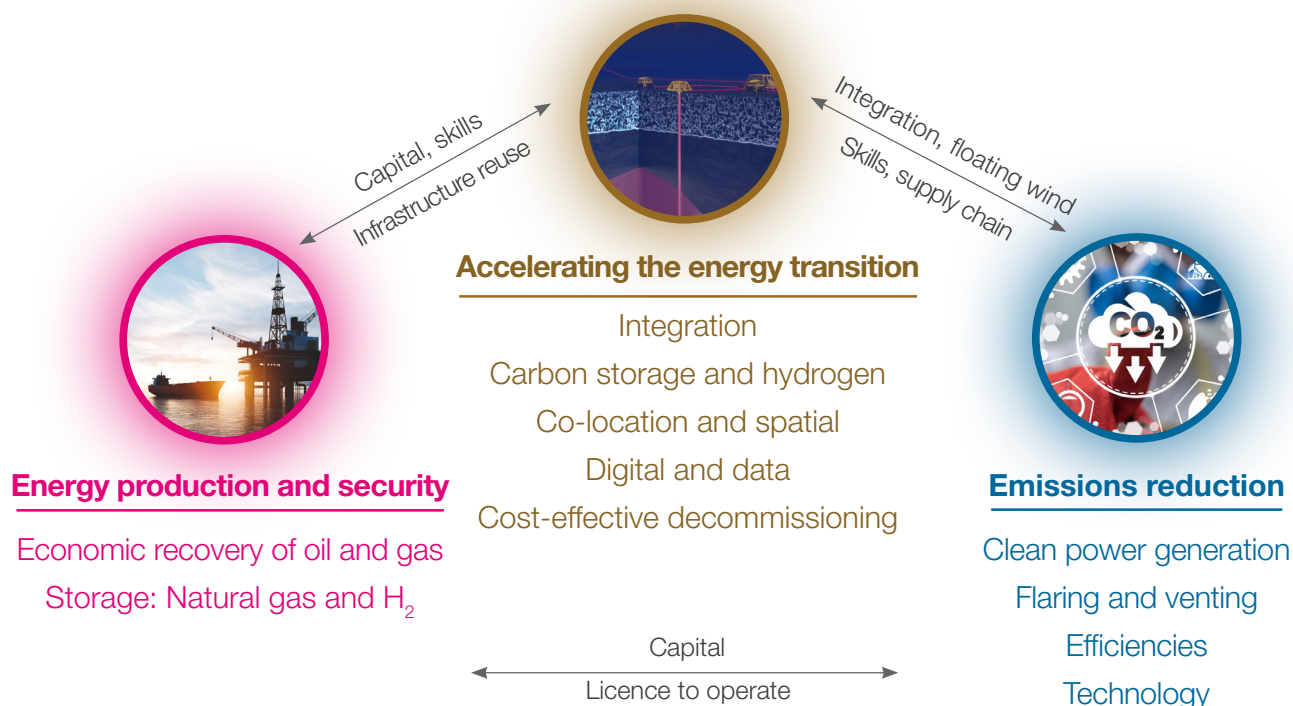 Capital, skills
Infrastructure reuse
Integration, floating wind
Skills, supply chain
Accelerating the energy transition
Integration
Carbon storage and hydrogen
Co-location and spatial
Digital and data
Cost-effective decommissioning
CO₂
Energy production and security
Economic recovery of oil and gas
Storage: Natural gas and H₂
Emissions reduction
Clean power generation
Flaring and venting
Efficiencies
Technology
Capital
Licence to operate